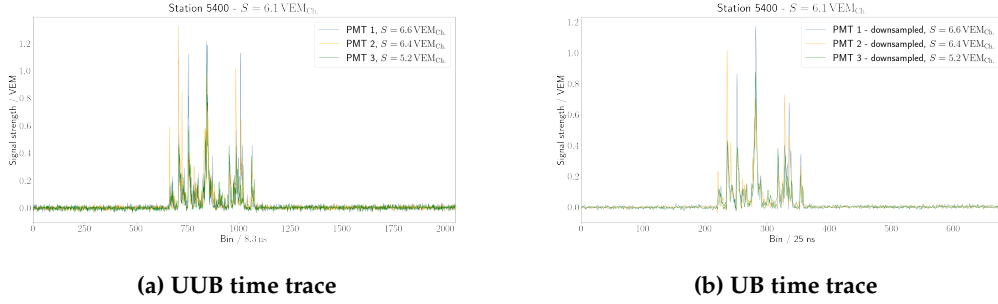 Station 5400 - S = 6.1 VEM_Ch.
PMT 1, S = 6.6 VEM_Ch.
PMT 2, S = 6.4 VEM_Ch.
PMT 3, S = 5.2 VEM_Ch.
Signal strength / VEM
1.2
1.0
0.8
0.6
0.4
0.2
0.0
0 250 500 750 1000 1250 1500 1750 2000
Bin / 8.3 ns
(a) UUB time trace
Station 5400 - S = 6.1 VEM_Ch.
PMT 1 - downsampled, S = 6.6 VEM_Ch.
PMT 2 - downsampled, S = 6.4 VEM_Ch.
PMT 3 - downsampled, S = 5.2 VEM_Ch.
Signal strength / VEM
1.2
1.0
0.8
0.6
0.4
0.2
0.0
0 100 200 300 400 500 600
Bin / 25 ns
(b) UB time trace